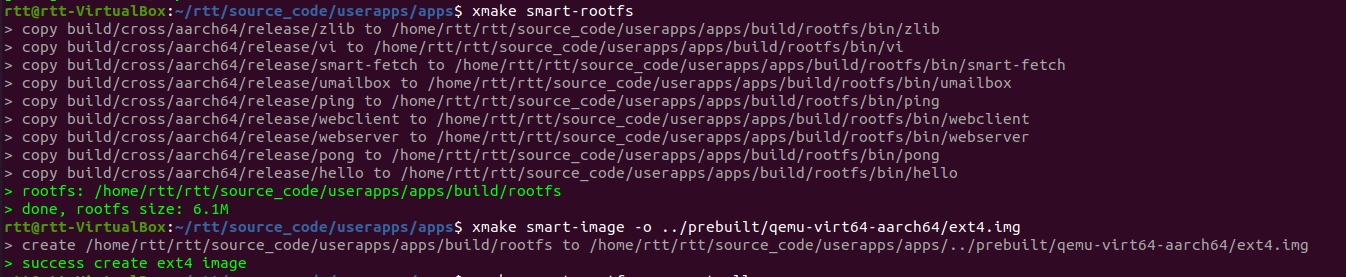 rtt@rtt-VirtualBox:~/rtt/source_code/userapps/apps$ xmake smart-rootfs
> copy build/cross/aarch64/release/zlib to /home/rtt/rtt/source_code/userapps/apps/build/rootfs/bin/zlib
> copy build/cross/aarch64/release/vi to /home/rtt/rtt/source_code/userapps/apps/build/rootfs/bin/vi
> copy build/cross/aarch64/release/smart-fetch to /home/rtt/rtt/source_code/userapps/apps/build/rootfs/bin/smart-fetch
> copy build/cross/aarch64/release/umailbox to /home/rtt/rtt/source_code/userapps/apps/build/rootfs/bin/umailbox
> copy build/cross/aarch64/release/ping to /home/rtt/rtt/source_code/userapps/apps/build/rootfs/bin/ping
> copy build/cross/aarch64/release/webclient to /home/rtt/rtt/source_code/userapps/apps/build/rootfs/bin/webclient
> copy build/cross/aarch64/release/webserver to /home/rtt/rtt/source_code/userapps/apps/build/rootfs/bin/webserver
> copy build/cross/aarch64/release/pong to /home/rtt/rtt/source_code/userapps/apps/build/rootfs/bin/pong
> copy build/cross/aarch64/release/hello to /home/rtt/rtt/source_code/userapps/apps/build/rootfs/bin/hello
> rootfs: /home/rtt/rtt/source_code/userapps/apps/build/rootfs
> done, rootfs size: 6.1M
rtt@rtt-VirtualBox:~/rtt/source_code/userapps/apps$ xmake smart-image -o ../prebuilt/qemu-virt64-aarch64/ext4.img
> create /home/rtt/rtt/source_code/userapps/apps/build/rootfs to /home/rtt/rtt/source_code/userapps/apps/../prebuilt/qemu-virt64-aarch64/ext4.img
> success create ext4 image